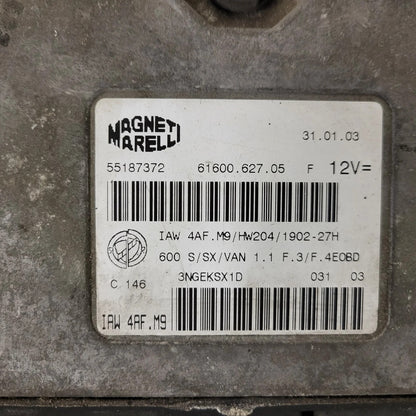 MAGNETI
MARELLI
31.01.03
55187372 61600.627.05 F 12V=
IAW 4AF.M9/HW204/1902-27H
600 S/SX/VAN 1.1 F.3/F.4EOBD
3NGEKSX1D 031 03
C 146
IAW 4AF.M9